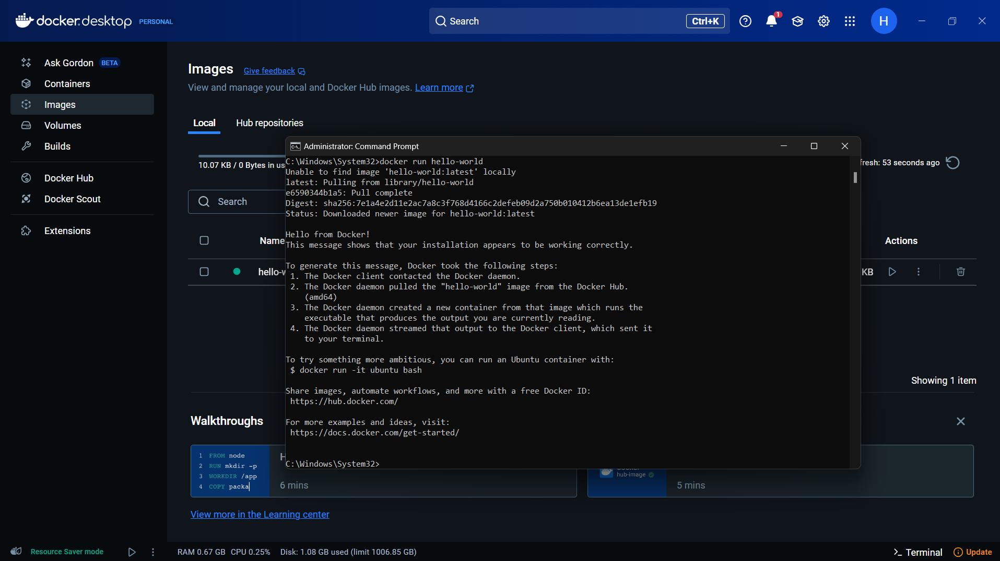 docker.desktop PERSONAL
Search Ctrl+K
1
H
Ask Gordon BETA
Containers
Images
Volumes
Builds
Docker Hub
Docker Scout
Extensions
Images Give feedback
View and manage your local and Docker Hub images. Learn more
Local Hub repositories
10.07 KB / 0 Bytes in us
fresh: 53 seconds ago
Search
Name
Actions
hello-w
KB
Showing 1 item
Administrator: Command Prompt
C:\Windows\System32>docker run hello-world
Unable to find image 'hello-world:latest' locally
latest: Pulling from library/hello-world
e6590344b1a5: Pull complete
Digest: sha256:7e1a4e2d11e2ac7a8c3f768d4166c2defeb09d2a750b010412b6ea13de1efb19
Status: Downloaded newer image for hello-world:latest
Hello from Docker!
This message shows that your installation appears to be working correctly.
To generate this message, Docker took the following steps:
1. The Docker client contacted the Docker daemon.
2. The Docker daemon pulled the "hello-world" image from the Docker Hub.
(amd64)
3. The Docker daemon created a new container from that image which runs the
executable that produces the output you are currently reading.
4. The Docker daemon streamed that output to the Docker client, which sent it
to your terminal.
To try something more ambitious, you can run an Ubuntu container with:
$ docker run -it ubuntu bash
Share images, automate workflows, and more with a free Docker ID:
https://hub.docker.com/
For more examples and ideas, visit:
https://docs.docker.com/get-started/
C:\Windows\System32>
Walkthroughs
1 FROM node
2 RUN mkdir -p
3 WORKDIR /app
4 COPY packa
H
6 mins
docker
hub-image
5 mins
View more in the Learning center
Resource Saver mode
RAM 0.67 GB CPU 0.25% Disk: 1.08 GB used (limit 1006.85 GB)
>_ Terminal
Update